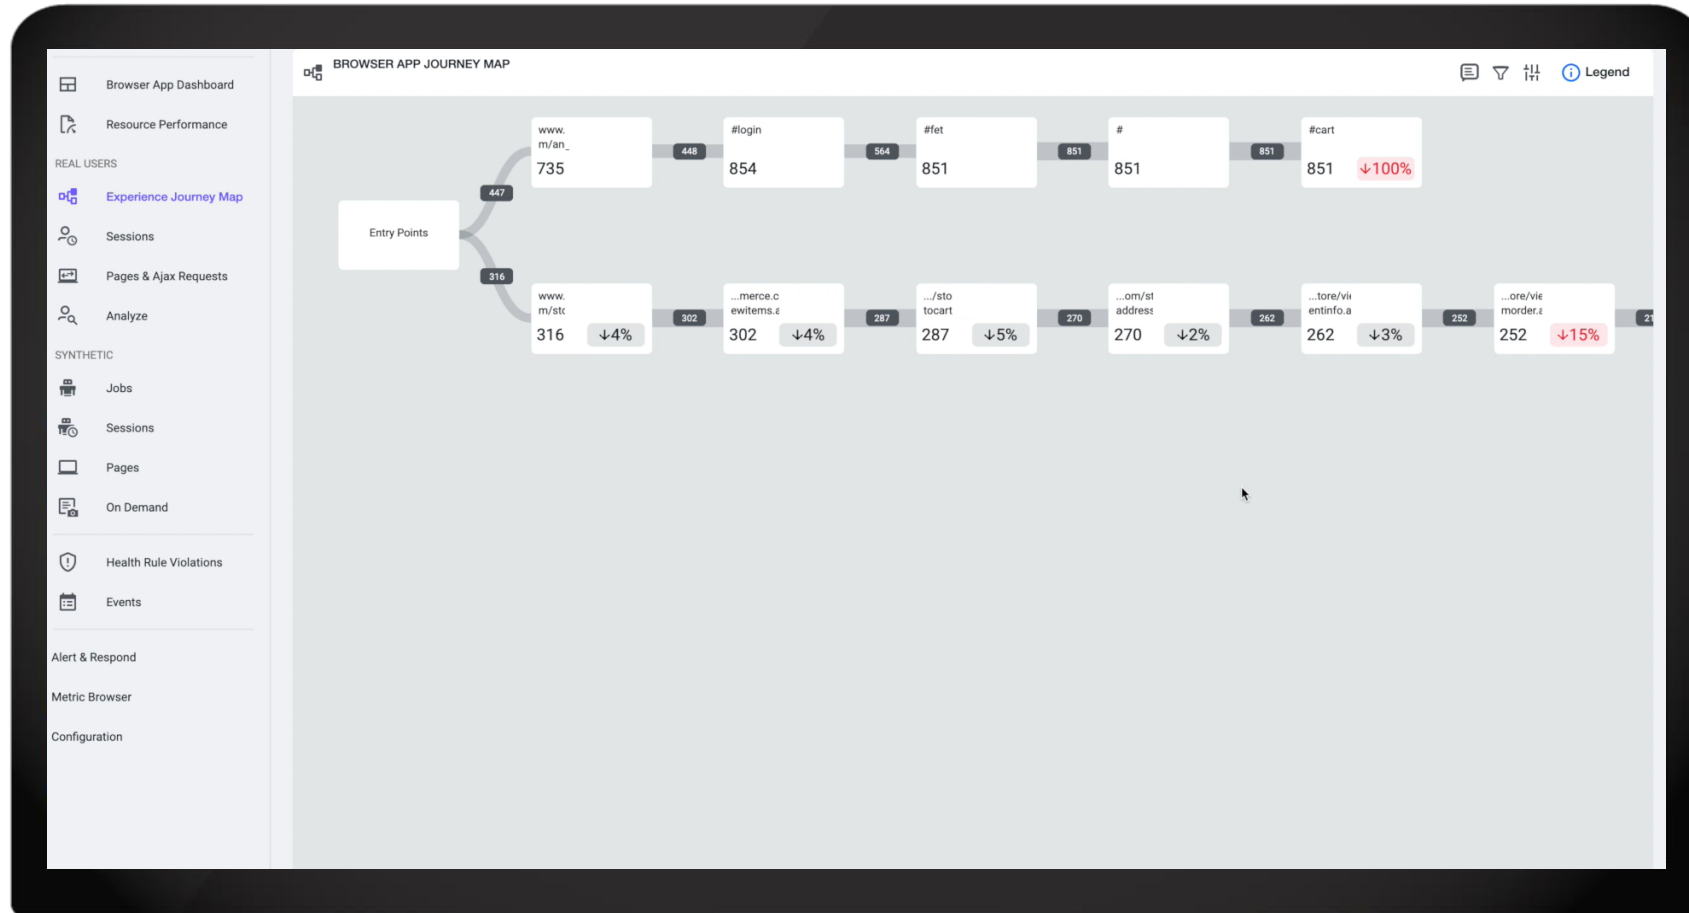 BROWSER APP JOURNEY MAP
Legend
Browser App Dashboard
Resource Performance
REAL USERS
Experience Journey Map
Sessions
Pages & Ajax Requests
Analyze
SYNTHETIC
Jobs
Sessions
Pages
On Demand
Health Rule Violations
Events
Alert & Respond
Metric Browser
Configuration
Entry Points
447
316
www.
m/an_
735
448
#login
854
564
#fet
851
851
#
851
851
#cart
851 ↓100%
www.
m/stc
316 ↓4%
302
...merce.c
ewitems.a
302 ↓4%
287
.../sto
tocart
287 ↓5%
270
...om/st
address
270 ↓2%
262
...tore/vi
entinfo.a
262 ↓3%
252
...ore/vie
morder.a
252 ↓15%
21